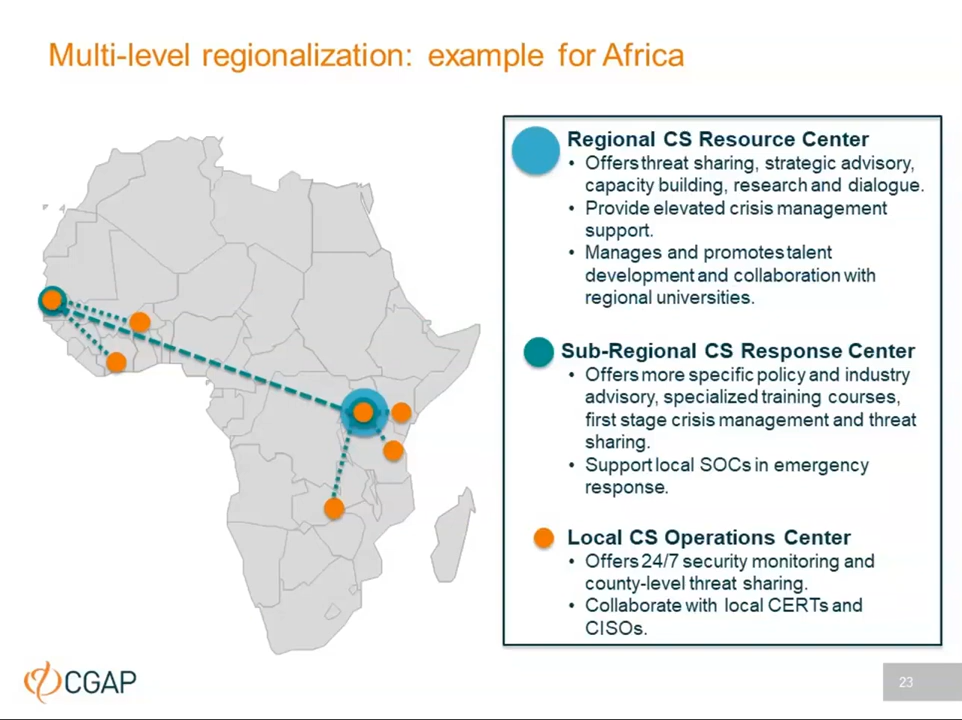 Multi-level regionalization: example for Africa
Regional CS Resource Center
• Offers threat sharing, strategic advisory,
capacity building, research and dialogue.
• Provide elevated crisis management
support.
• Manages and promotes talent
development and collaboration with
regional universities.
Sub-Regional CS Response Center
• Offers more specific policy and industry
advisory, specialized training courses,
first stage crisis management and threat
sharing.
• Support local SOCs in emergency
response.
Local CS Operations Center
• Offers 24/7 security monitoring and
county-level threat sharing.
• Collaborate with local CERTs and
CISOs.
CGAP
23